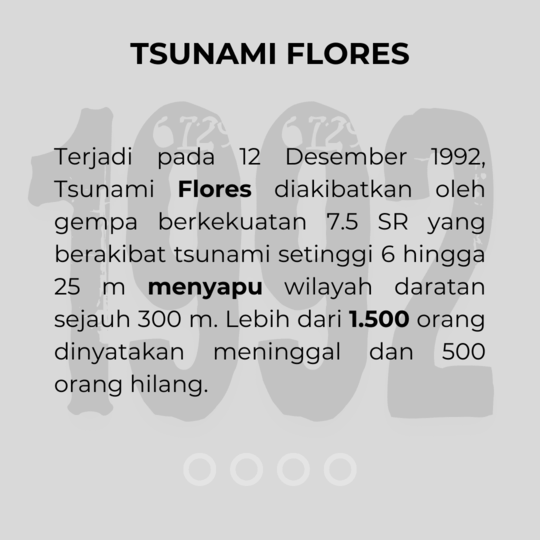 TSUNAMI FLORES
1992
Terjadi pada 12 Desember 1992,
Tsunami Flores diakibatkan oleh
gempa berkekuatan 7.5 SR yang
berakibat tsunami setinggi 6 hingga
25 m menyapu wilayah daratan
sejauh 300 m. Lebih dari 1.500 orang
dinyatakan meninggal dan 500
orang hilang.